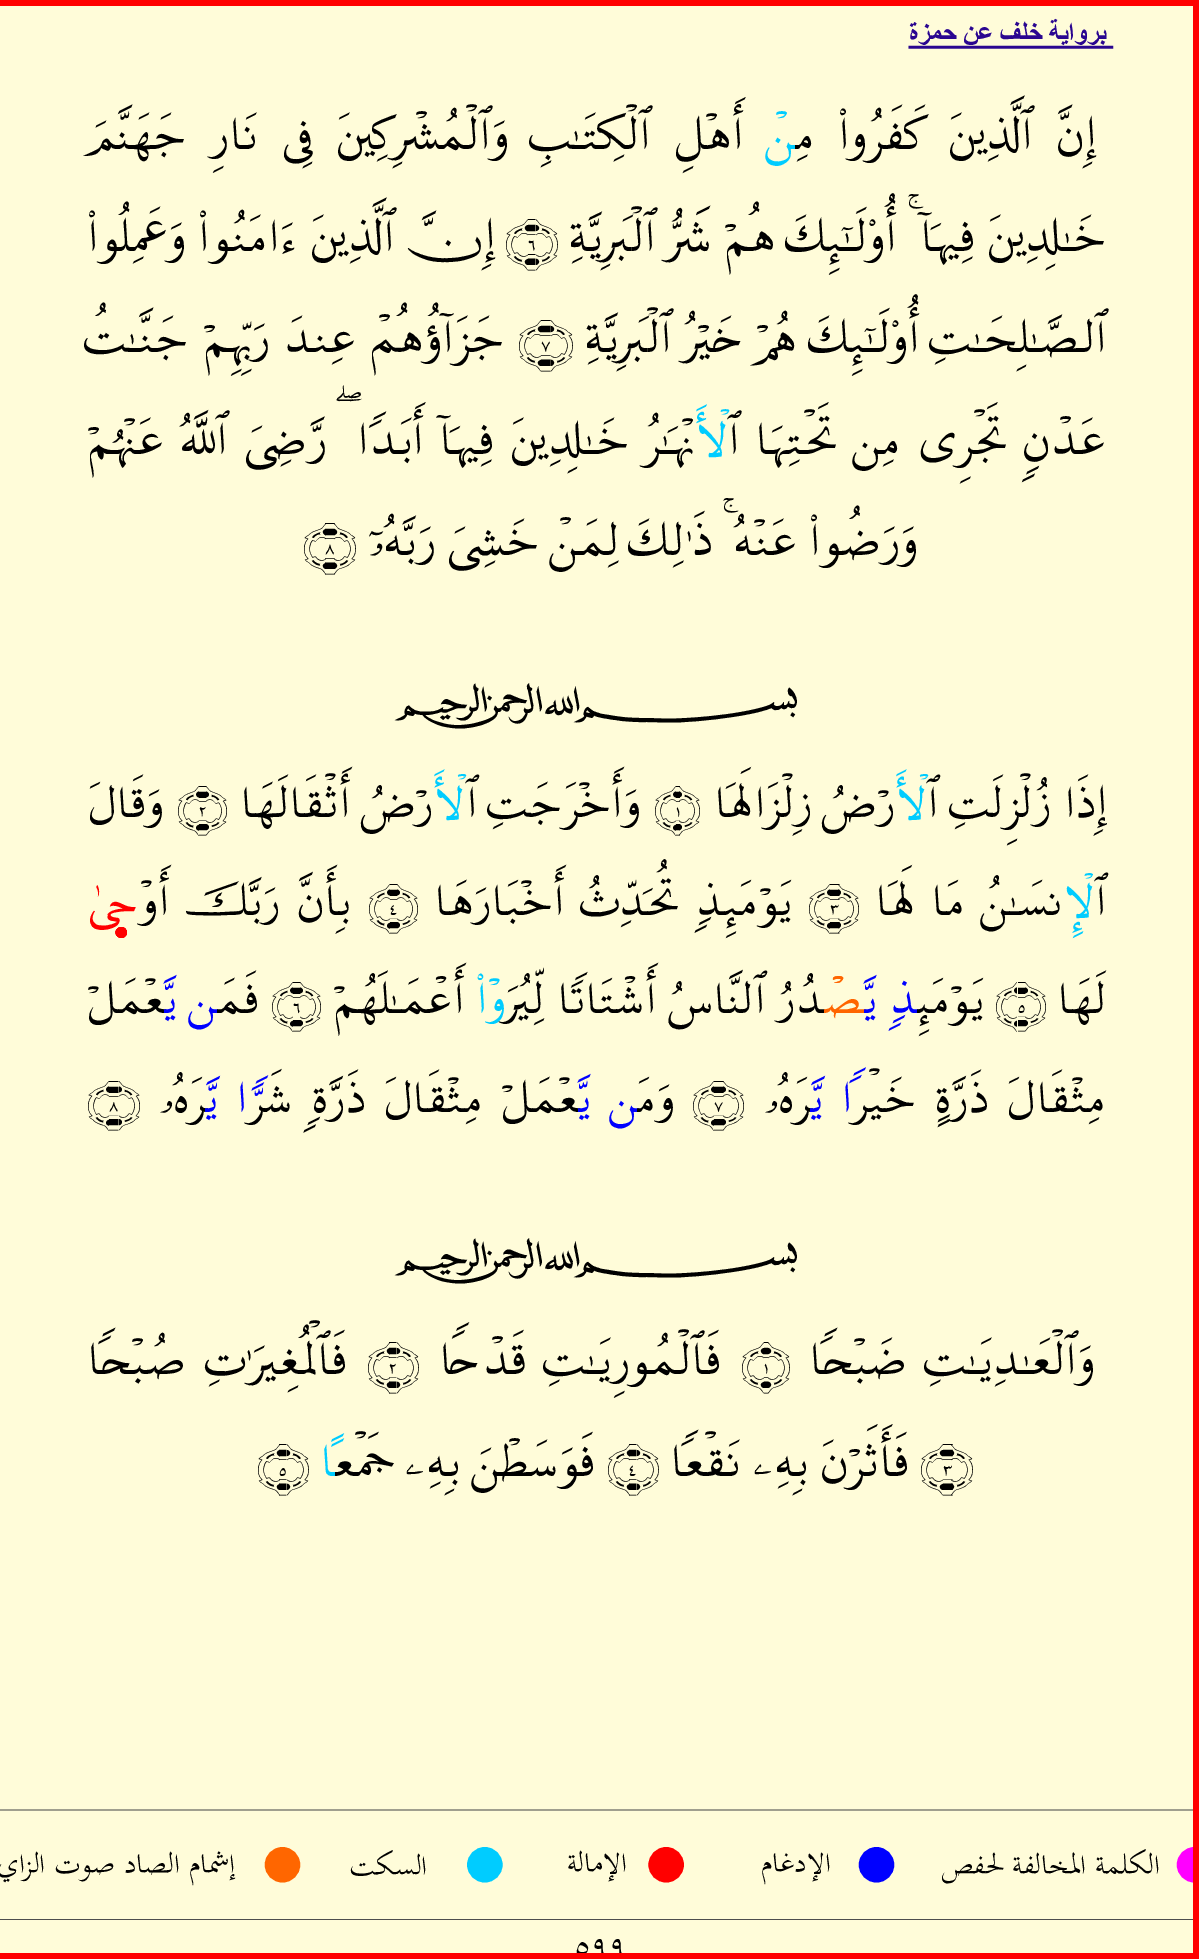 برواية خلف عن حمزة
إِنَّ ٱلَّذِينَ كَفَرُوا۟ مِنْ أَهْلِ ٱلْكِتَـٰبِ وَٱلْمُشْرِكِينَ فِى نَارِ جَهَنَّمَ
خَـٰلِدِينَ فِيهَآ ۚ أُو۟لَـٰٓئِكَ هُمْ شَرُّ ٱلْبَرِيَّةِ ٦ إِنَّ ٱلَّذِينَ ءَامَنُوا۟ وَعَمِلُوا۟
ٱلصَّـٰلِحَـٰتِ أُو۟لَـٰٓئِكَ هُمْ خَيْرُ ٱلْبَرِيَّةِ ٧ جَزَآؤُهُمْ عِندَ رَبِّهِمْ جَنَّـٰتُ
عَدْنٍ تَجْرِى مِن تَحْتِهَا ٱلْأَنْهَـٰرُ خَـٰلِدِينَ فِيهَآ أَبَدًا ۖ رَّضِىَ ٱللَّهُ عَنْهُمْ
وَرَضُوا۟ عَنْهُ ۚ ذَٰلِكَ لِمَنْ خَشِىَ رَبَّهُۥٓ ٨
بسم الله الرحمن الرحيم
إِذَا زُلْزِلَتِ ٱلْأَرْضُ زِلْزَالَهَا ١ وَأَخْرَجَتِ ٱلْأَرْضُ أَثْقَالَهَا ٢ وَقَالَ
ٱلْإِنسَـٰنُ مَا لَهَا ٣ يَوْمَئِذٍ تُحَدِّثُ أَخْبَارَهَا ٤ بِأَنَّ رَبَّكَ أَوْحَىٰ
لَهَا ٥ يَوْمَئِذٍ يَّصْدُرُ ٱلنَّاسُ أَشْتَاتًا لِّيُرَوْا۟ أَعْمَـٰلَهُمْ ٦ فَمَن يَّعْمَلْ
مِثْقَالَ ذَرَّةٍ خَيْرًا يَّرَهُۥ ٧ وَمَن يَّعْمَلْ مِثْقَالَ ذَرَّةٍ شَرًّا يَّرَهُۥ ٨
بسم الله الرحمن الرحيم
وَٱلْعَـٰدِيَـٰتِ ضَبْحًا ١ فَٱلْمُورِيَـٰتِ قَدْحًا ٢ فَٱلْمُغِيرَٰتِ صُبْحًا
٣ فَأَثَرْنَ بِهِۦ نَقْعًا ٤ فَوَسَطْنَ بِهِۦ جَمْعًا ٥
الكلمة المخالفة لحفص الإدغام الإمالة السكت إشمام الصاد صوت الزاي
٥٩٩